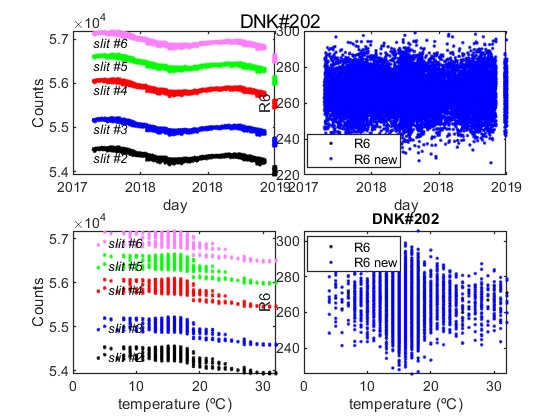 DNK#202
×10⁴
5.7
5.6
5.5
5.4
Counts
slit #6
slit #5
slit #4
slit #3
slit #2
2017
2018
2018
2019
day
300
280
260
240
220
R6
R6
R6 new
2017
2018
2018
2019
day
×10⁴
5.7
5.6
5.5
5.4
Counts
slit #6
slit #5
slit #4
slit #3
slit #2
0
10
20
30
temperature (ºC)
DNK#202
300
280
260
240
R6
R6
R6 new
0
10
20
30
temperature (ºC)